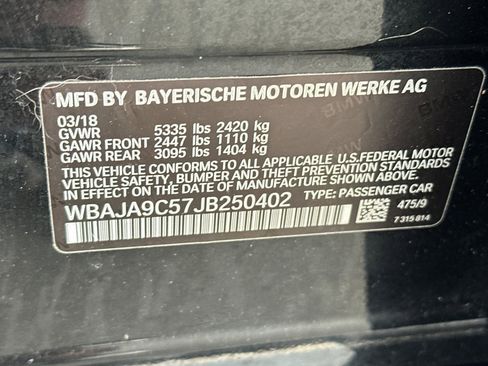 MFD BY BAYERISCHE MOTOREN WERKE AG
03/18
GVWR 5335 lbs 2420 kg
GAWR FRONT 2447 lbs 1110 kg
GAWR REAR 3095 lbs 1404 kg
THIS VEHICLE CONFORMS TO ALL APPLICABLE U.S.FEDERAL MOTOR
VEHICLE SAFETY, BUMPER AND THEFT PREVENTION STANDARDS
IN EFFECT ON THE DATE OF MANUFACTURE SHOWN ABOVE.
WBAJA9C57JB250402 TYPE: PASSENGER CAR
475/9
7 315 814